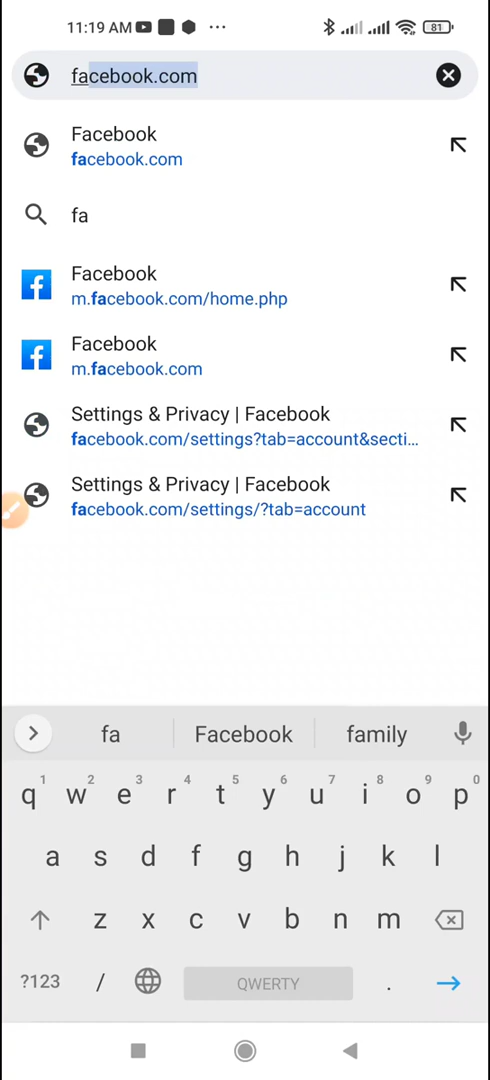 11:19 AM ... 81
facebook.com
Facebook
facebook.com
fa
Facebook
m.facebook.com/home.php
Facebook
m.facebook.com
Settings & Privacy | Facebook
facebook.com/settings?tab=account&secti...
Settings & Privacy | Facebook
facebook.com/settings/?tab=account
fa Facebook family
1 2 3 4 5 6 7 8 9 0
q w e r t y u i o p
a s d f g h j k l
z x c v b n m
?123 / QWERTY .